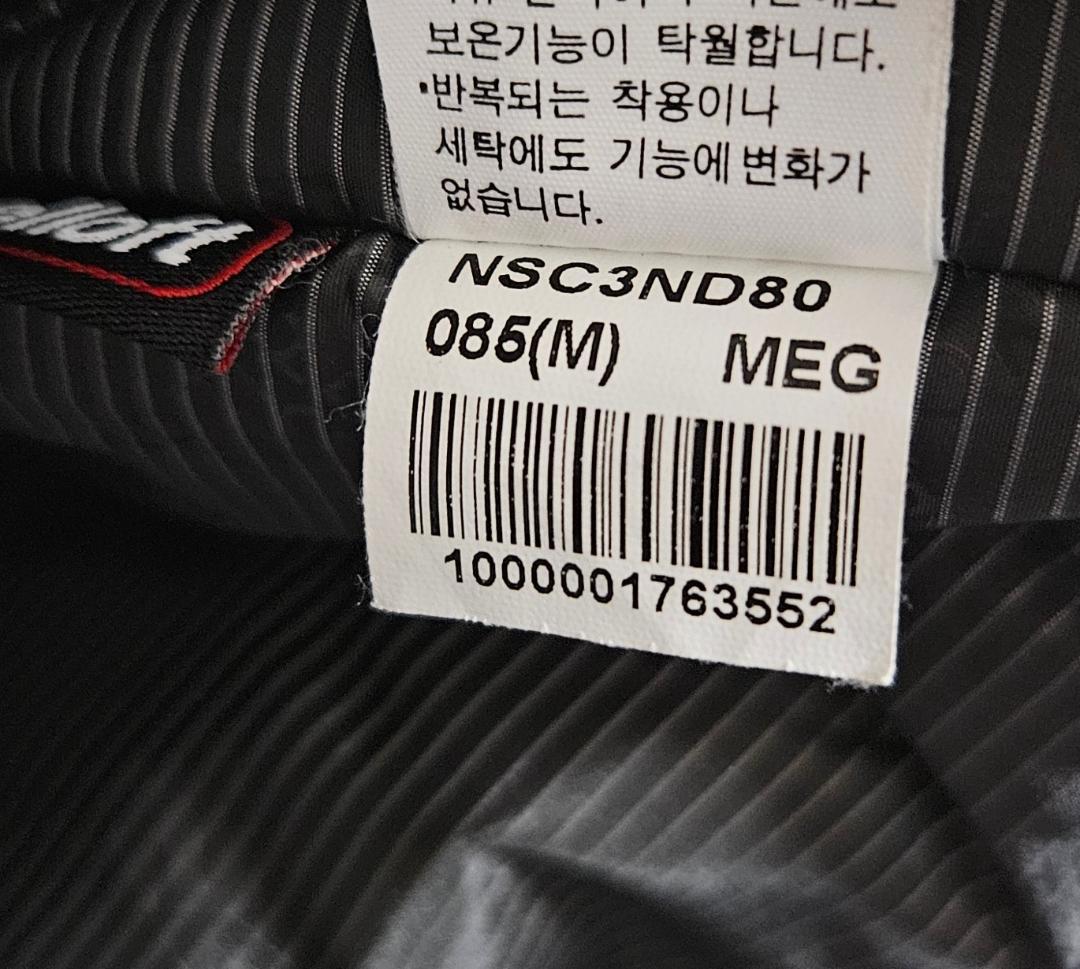 보온기능이 탁월합니다.
·반복되는 착용이나
세탁에도 기능에 변화가
없습니다.
NSC3ND80
085(M) MEG
1000001763552